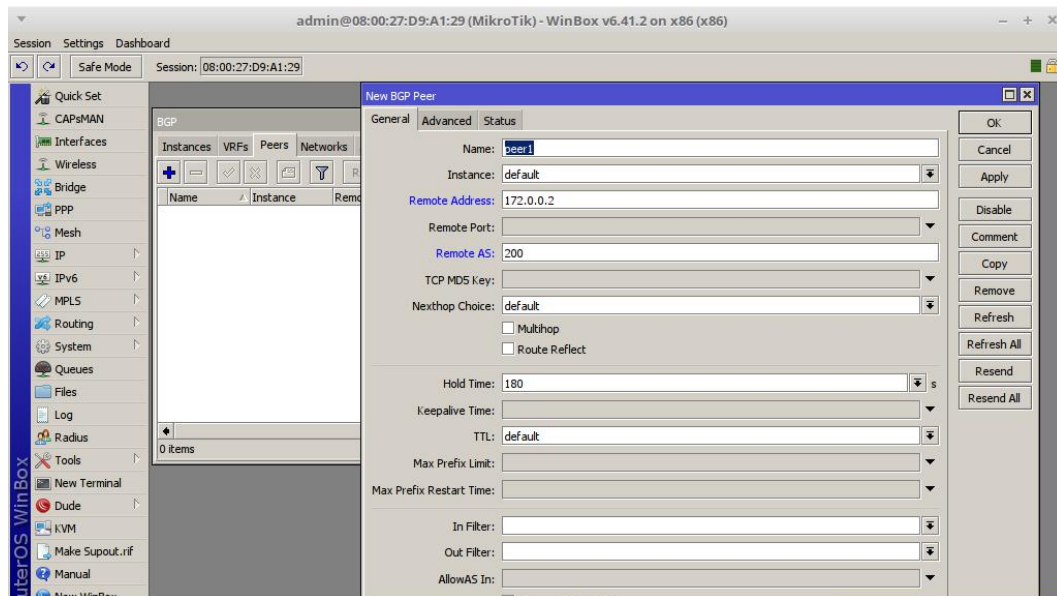 admin@08:00:27:D9:A1:29 (MikroTik) - WinBox v6.41.2 on x86 (x86)
Session Settings Dashboard
Safe Mode Session: 08:00:27:D9:A1:29
Quick Set
CAPsMAN
Interfaces
Wireless
Bridge
PPP
Mesh
IP
IPv6
MPLS
Routing
System
Queues
Files
Log
Radius
Tools
New Terminal
Dude
KVM
Make Supout.rif
Manual
New WinBox
uterOS WinBox
BGP
Instances VRFs Peers Networks
Name Instance Remo
0 items
New BGP Peer
General Advanced Status
Name: peer1
Instance: default
Remote Address: 172.0.0.2
Remote Port:
Remote AS: 200
TCP MD5 Key:
Nexthop Choice: default
Multihop
Route Reflect
Hold Time: 180 s
Keepalive Time:
TTL: default
Max Prefix Limit:
Max Prefix Restart Time:
In Filter:
Out Filter:
AllowAS In:
OK
Cancel
Apply
Disable
Comment
Copy
Remove
Refresh
Refresh All
Resend
Resend All